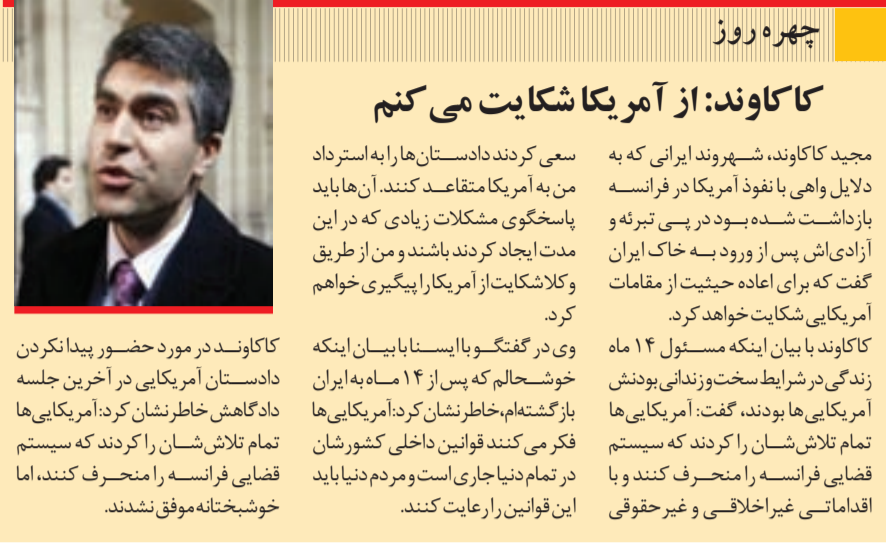 چهره روز
کاکاوند: از آمریکا شکایت می کنم
مجید کاکاوند، شهروند ایرانی که به
دلایل واهی با نفوذ آمریکا در فرانسه
بازداشت شده بود در پی تبرئه و
آزادی‌اش پس از ورود به خاک ایران
گفت که برای اعاده حیثیت از مقامات
آمریکایی شکایت خواهد کرد.
کاکاوند با بیان اینکه مسئول ۱۴ ماه
زندگی در شرایط سخت و زندانی بودنش
آمریکایی‌ها بودند، گفت: آمریکایی‌ها
تمام تلاش‌شان را کردند که سیستم
قضایی فرانسه را منحرف کنند و با
اقداماتی غیراخلاقی و غیرحقوقی
سعی کردند دادستان‌ها را به استرداد
من به آمریکا متقاعد کنند. آن‌ها باید
پاسخگوی مشکلات زیادی که در این
مدت ایجاد کردند باشند و من از طریق
وکلا شکایت از آمریکا را پیگیری خواهم
کرد.
وی در گفتگو با ایسنا با بیان اینکه
خوشحالم که پس از ۱۴ ماه به ایران
بازگشته‌ام، خاطرنشان کرد: آمریکایی‌ها
فکر می کنند قوانین داخلی کشورشان
در تمام دنیا جاری است و مردم دنیا باید
این قوانین را رعایت کنند.
کاکاوند در مورد حضور پیدا نکردن
دادستان آمریکایی در آخرین جلسه
دادگاهش خاطرنشان کرد: آمریکایی‌ها
تمام تلاش‌شان را کردند که سیستم
قضایی فرانسه را منحرف کنند، اما
خوشبختانه موفق نشدند.